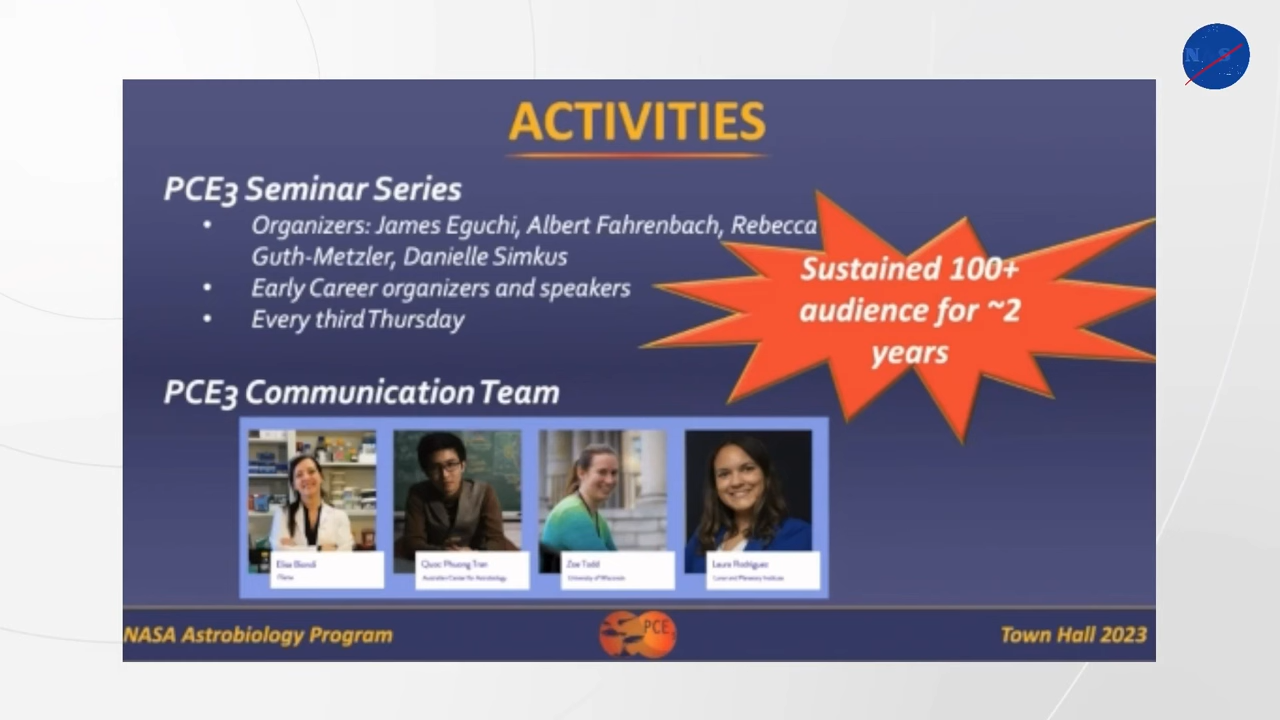 ACTIVITIES
PCE3 Seminar Series
• Organizers: James Eguchi, Albert Fahrenbach, Rebecca
Guth-Metzler, Danielle Simkus
• Early Career organizers and speakers
• Every third Thursday
Sustained 100+
audience for ~2
years
PCE3 Communication Team
Elisa Biondi
Quoc Phuong Tran
Zoe Todd
Laura Rodriguez
Australian Center for Astrobiology
University of Wisconsin
Lunar and Planetary Institute
NASA Astrobiology Program
PCE3
Town Hall 2023